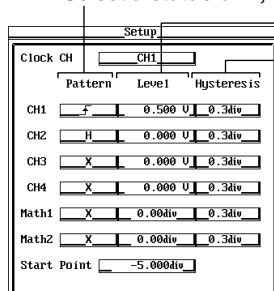 Setup
Clock CH CH1
Pattern Level Hysteresis
CH1 0.500 V 0.3div
CH2 H 0.000 V 0.3div
CH3 X 0.000 V 0.3div
CH4 X 0.000 V 0.3div
Math1 X 0.00div 0.3div
Math2 X 0.00div 0.3div
Start Point -5.000div